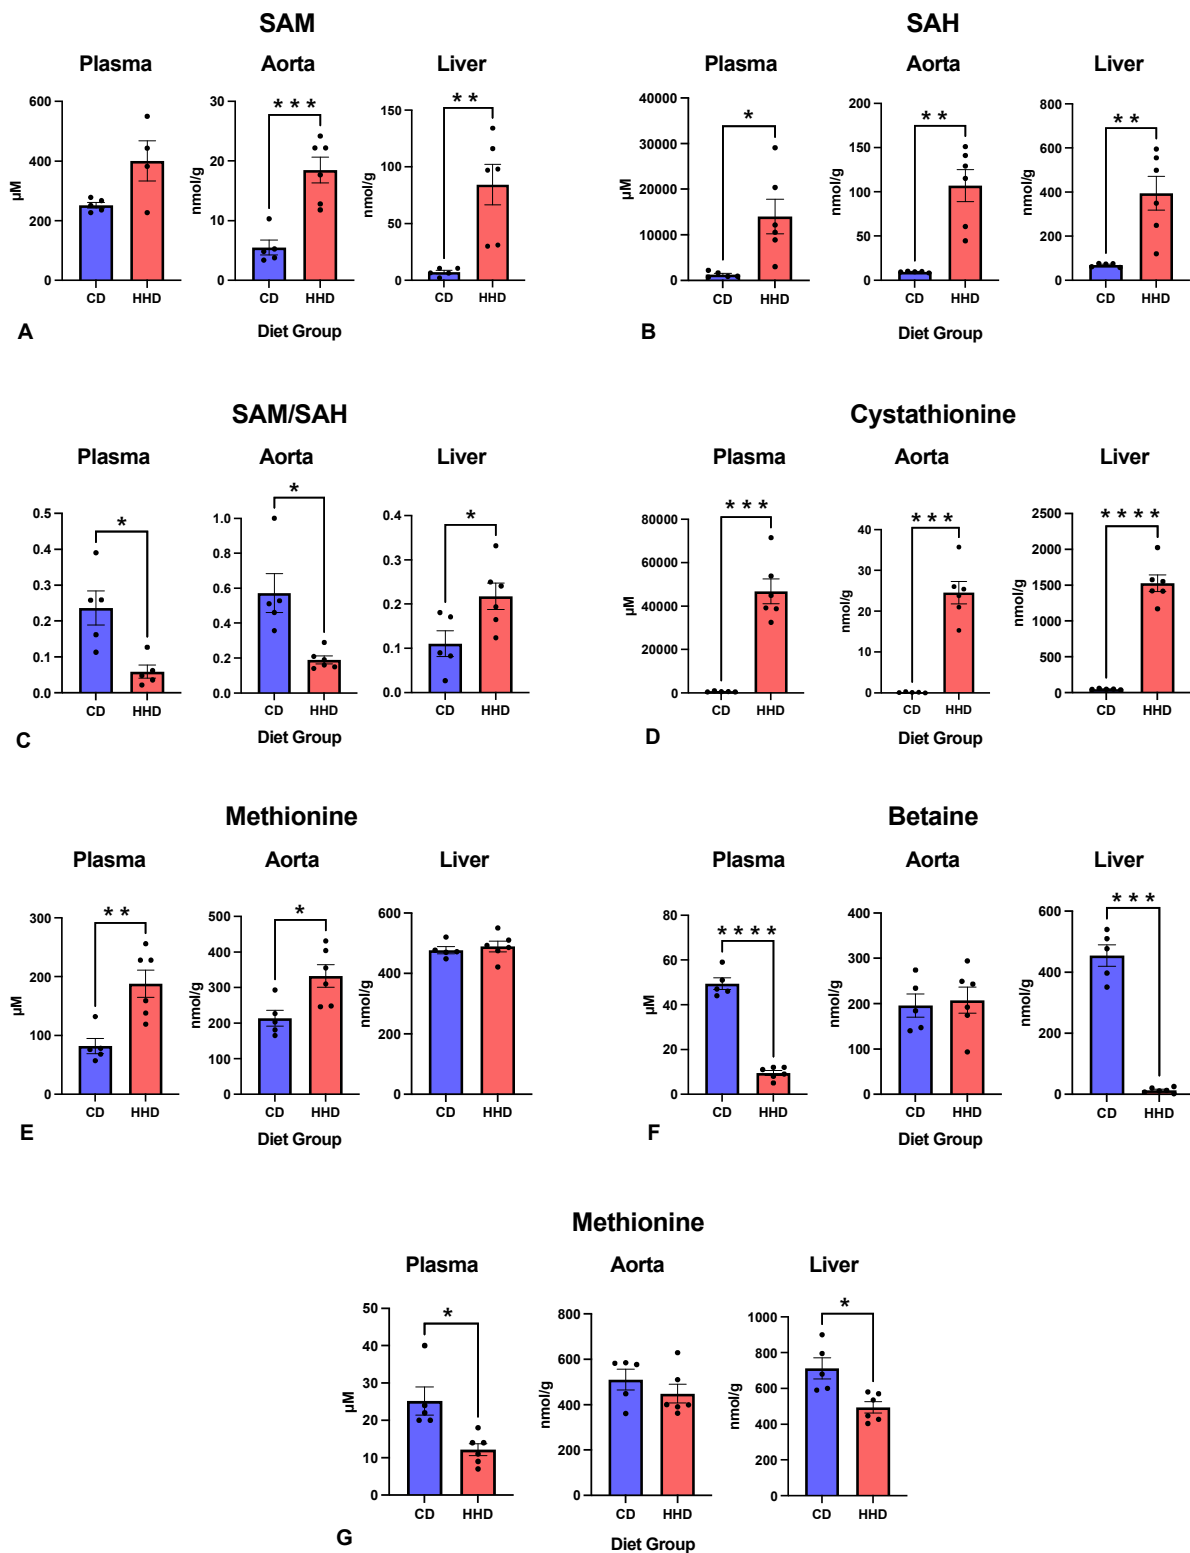 SAM
Plasma
Aorta
Liver
600
400
200
0
μM
CD
HHD
30
20
10
0
nmol/g
* * *
CD
HHD
150
100
50
0
nmol/g
* *
CD
HHD
Diet Group
A
SAH
Plasma
Aorta
Liver
40000
30000
20000
10000
0
μM
*
CD
HHD
150
100
50
0
nmol/g
* *
CD
HHD
800
600
400
200
0
nmol/g
* *
CD
HHD
Diet Group
B
SAM/SAH
Plasma
Aorta
Liver
0.5
0.4
0.3
0.2
0.1
0.0
*
CD
HHD
1.0
0.8
0.6
0.4
0.2
0.0
*
CD
HHD
0.4
0.3
0.2
0.1
0.0
*
CD
HHD
Diet Group
C
Cystathionine
Plasma
Aorta
Liver
80000
60000
40000
20000
0
μM
* * *
CD
HHD
40
30
20
10
0
nmol/g
* * *
CD
HHD
2500
2000
1500
1000
500
0
nmol/g
* * * *
CD
HHD
Diet Group
D
Methionine
Plasma
Aorta
Liver
300
200
100
0
μM
* *
CD
HHD
500
400
300
200
100
0
nmol/g
*
CD
HHD
600
400
200
0
nmol/g
CD
HHD
Diet Group
E
Betaine
Plasma
Aorta
Liver
80
60
40
20
0
μM
* * * *
CD
HHD
400
300
200
100
0
nmol/g
CD
HHD
600
400
200
0
nmol/g
* * *
CD
HHD
Diet Group
F
Methionine
Plasma
Aorta
Liver
50
40
30
20
10
0
μM
*
CD
HHD
800
600
400
200
0
nmol/g
CD
HHD
1000
800
600
400
200
0
nmol/g
*
CD
HHD
Diet Group
G